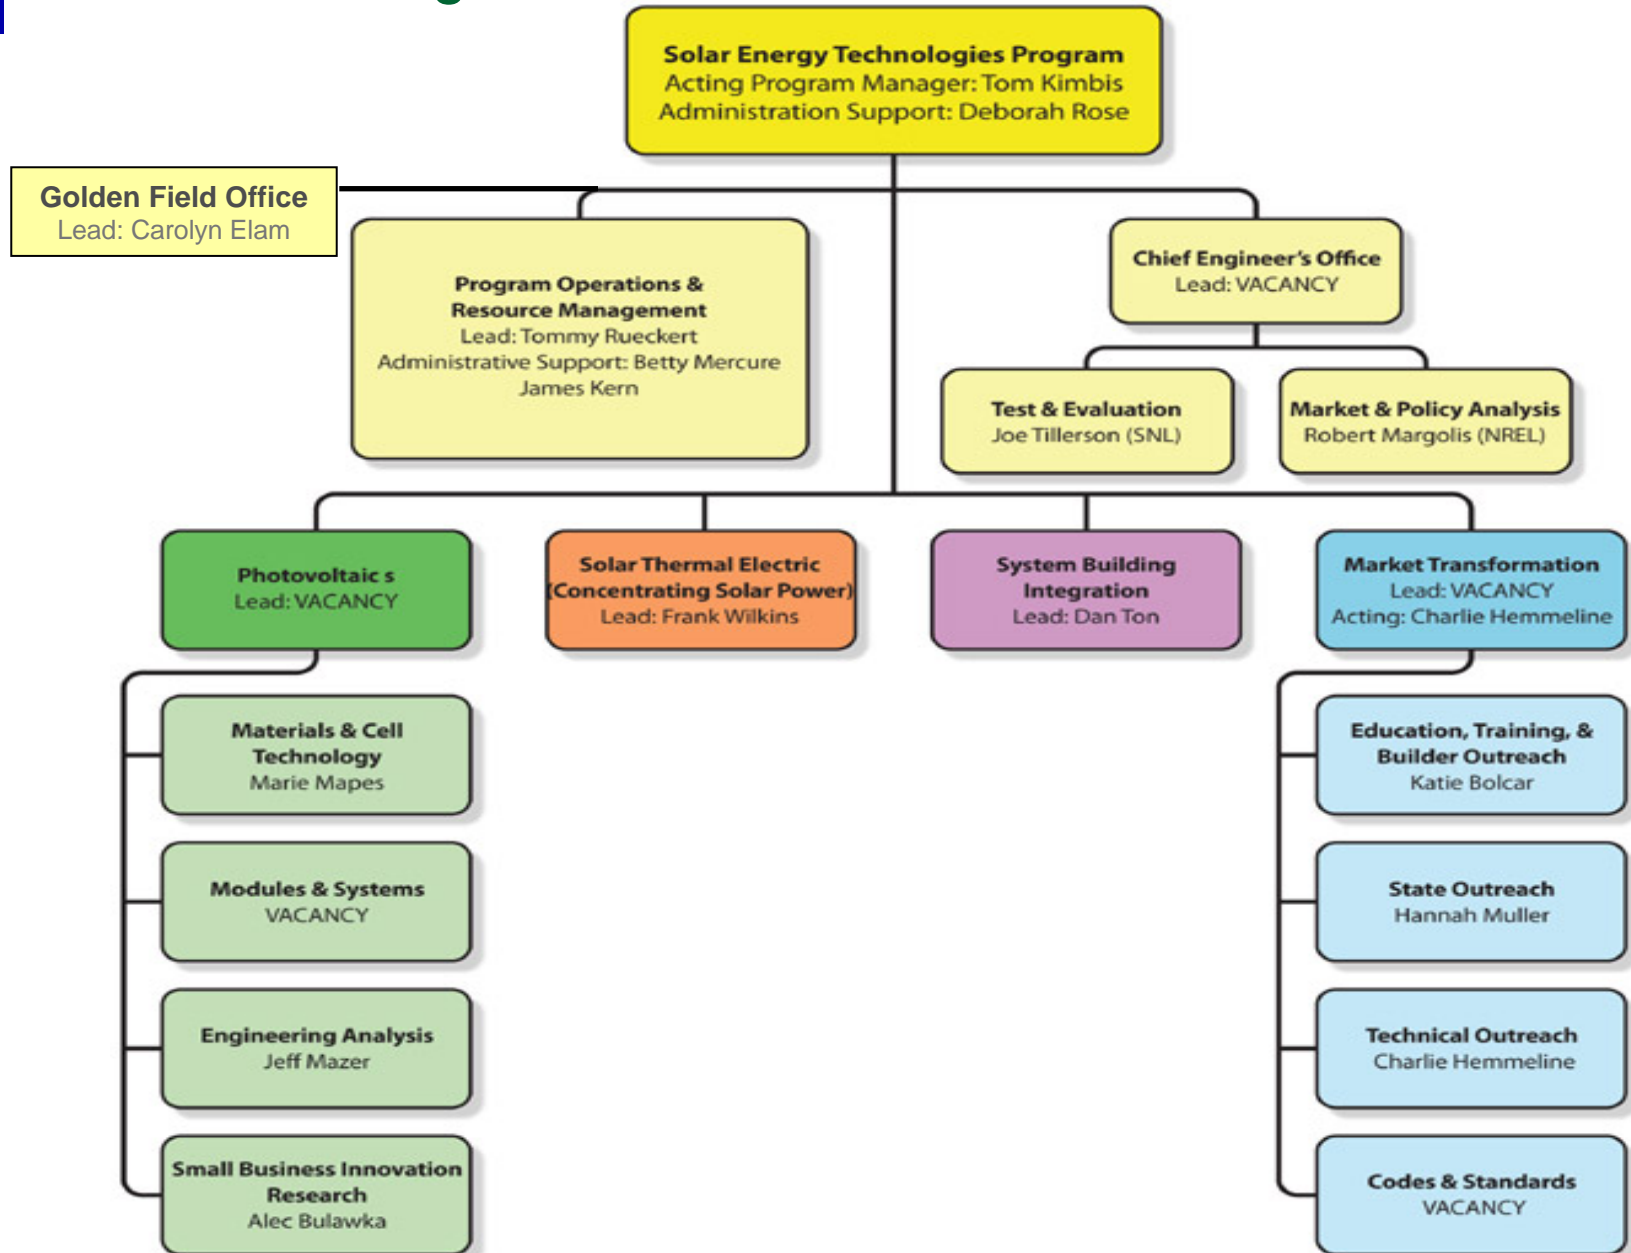 Solar Energy Technologies Program
Acting Program Manager: Tom Kimbis
Administration Support: Deborah Rose
Golden Field Office
Lead: Carolyn Elam
Program Operations &
Resource Management
Lead: Tommy Rueckert
Administrative Support: Betty Mercure
James Kern
Chief Engineer's Office
Lead: VACANCY
Test & Evaluation
Joe Tillerson (SNL)
Market & Policy Analysis
Robert Margolis (NREL)
Photovoltaic s
Lead: VACANCY
Solar Thermal Electric
(Concentrating Solar Power)
Lead: Frank Wilkins
System Building
Integration
Lead: Dan Ton
Market Transformation
Lead: VACANCY
Acting: Charlie Hemmeline
Materials & Cell
Technology
Marie Mapes
Modules & Systems
VACANCY
Engineering Analysis
Jeff Mazer
Small Business Innovation
Research
Alec Bulawka
Education, Training, &
Builder Outreach
Katie Bolcar
State Outreach
Hannah Muller
Technical Outreach
Charlie Hemmeline
Codes & Standards
VACANCY